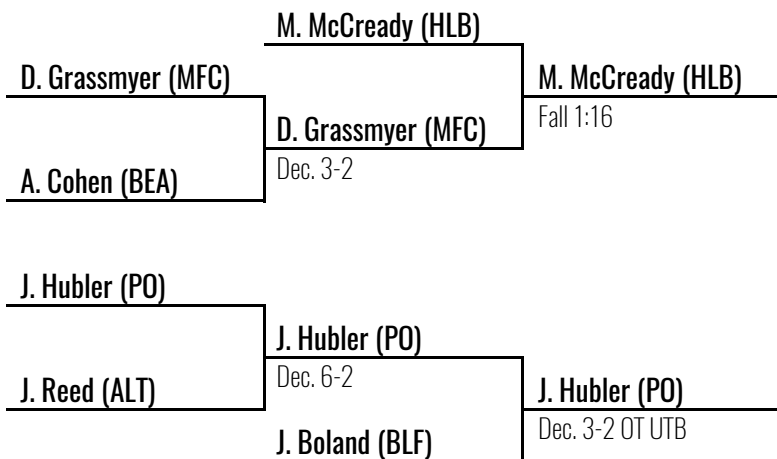 M. McCready (HLB)
D. Grassmyer (MFC)
M. McCready (HLB)
Fall 1:16
D. Grassmyer (MFC)
Dec. 3-2
A. Cohen (BEA)
J. Hubler (PO)
J. Hubler (PO)
Dec. 6-2
J. Reed (ALT)
J. Hubler (PO)
Dec. 3-2 OT UTB
J. Boland (BLF)